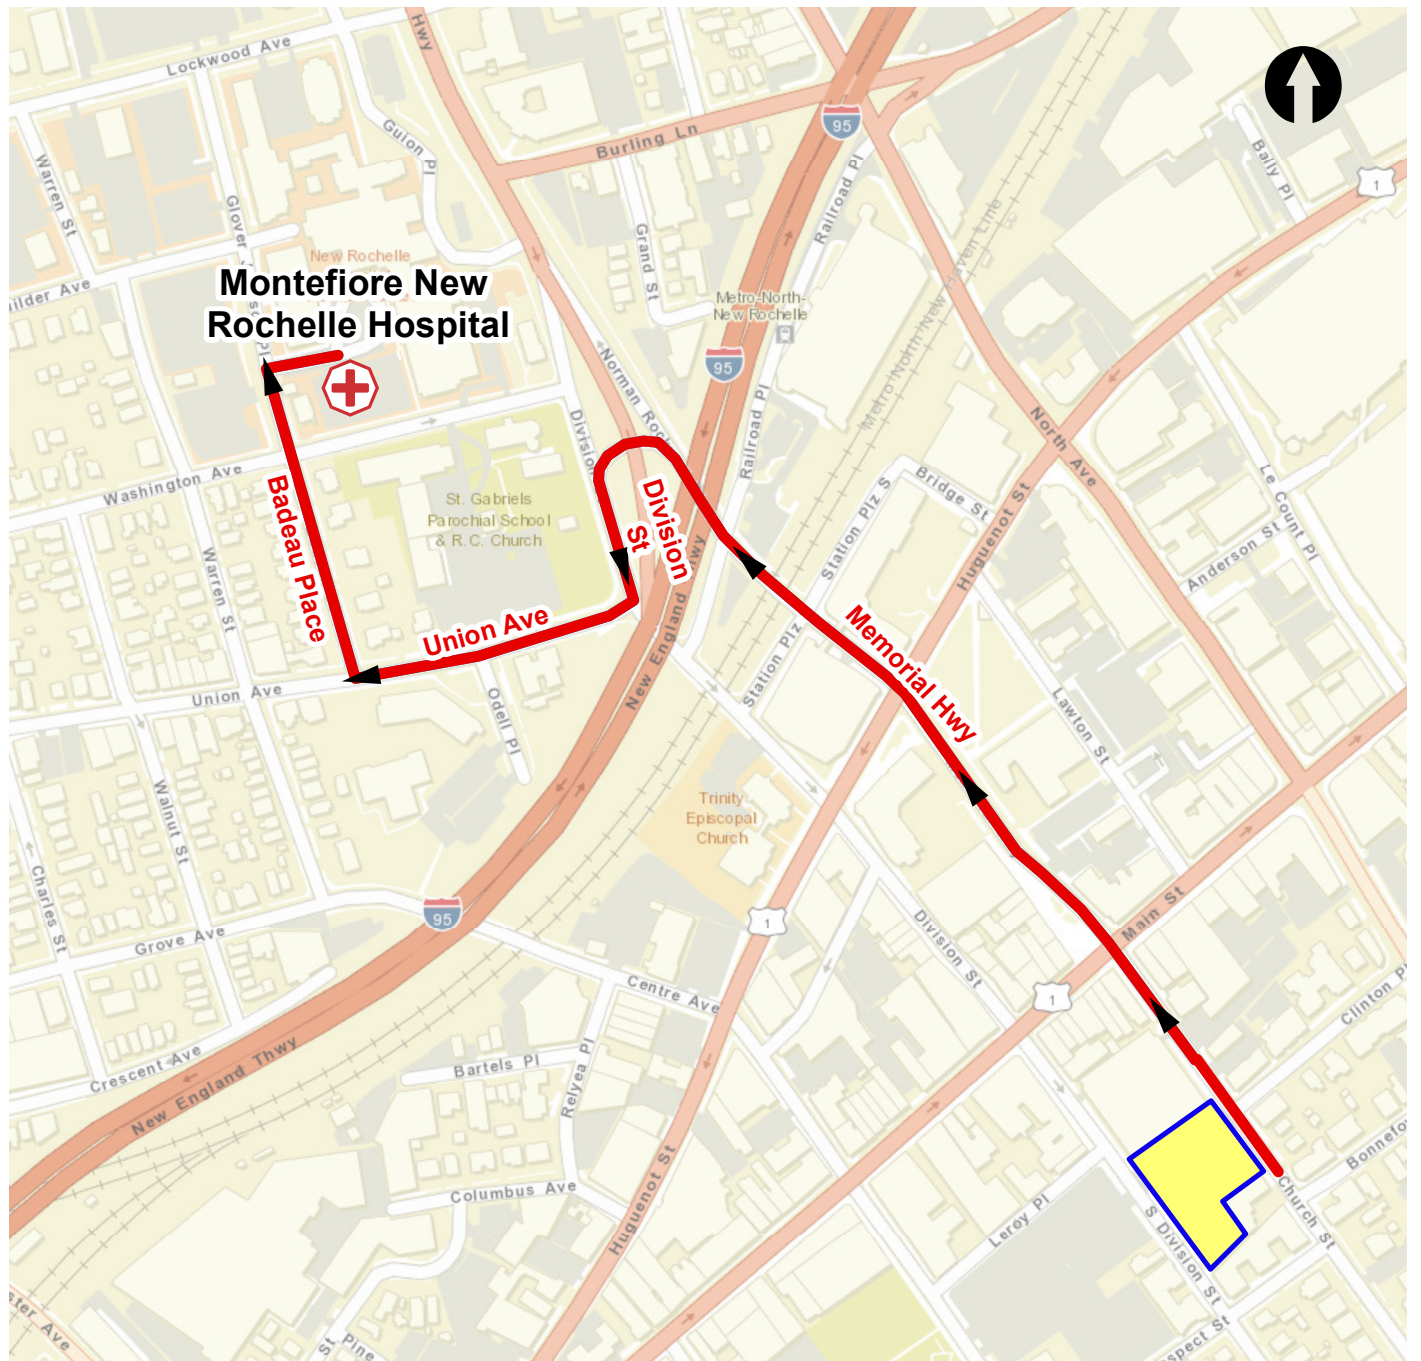 Hwy
Lockwood Ave
95
Guion Pl
Burling Ln
Bally Pl
Warren St
Railroad Pl
1
Glover
Grand St
New Rochelle
Montefiore New
Rochelle Hospital
Metro-North-
New Rochelle
Metro North New Haven Line
95
Norman
North Ave
Division
Railroad Pl
Washington Ave
Badeau Place
St. Gabriels
Parochial School
& R.C. Church
Division
St
Station Plz S
Bridge St
Huguenot St
Le Count Pl
Anderson St
Warren St
Union Ave
Memorial Hwy
New England
Station Plz
Union Ave
Odell Pl
Lawton St
Walnut St
Trinity
Episcopal
Church
Charles St
95
Grove Ave
1
Main St
Division St
Centre Ave
1
Clinton Pl
Crescent Ave
New England Thwy
Bartels Pl
Relyea Pl
Columbus Ave
Huguenot St
Leroy Pl
S Division St
Church St
St
Pine